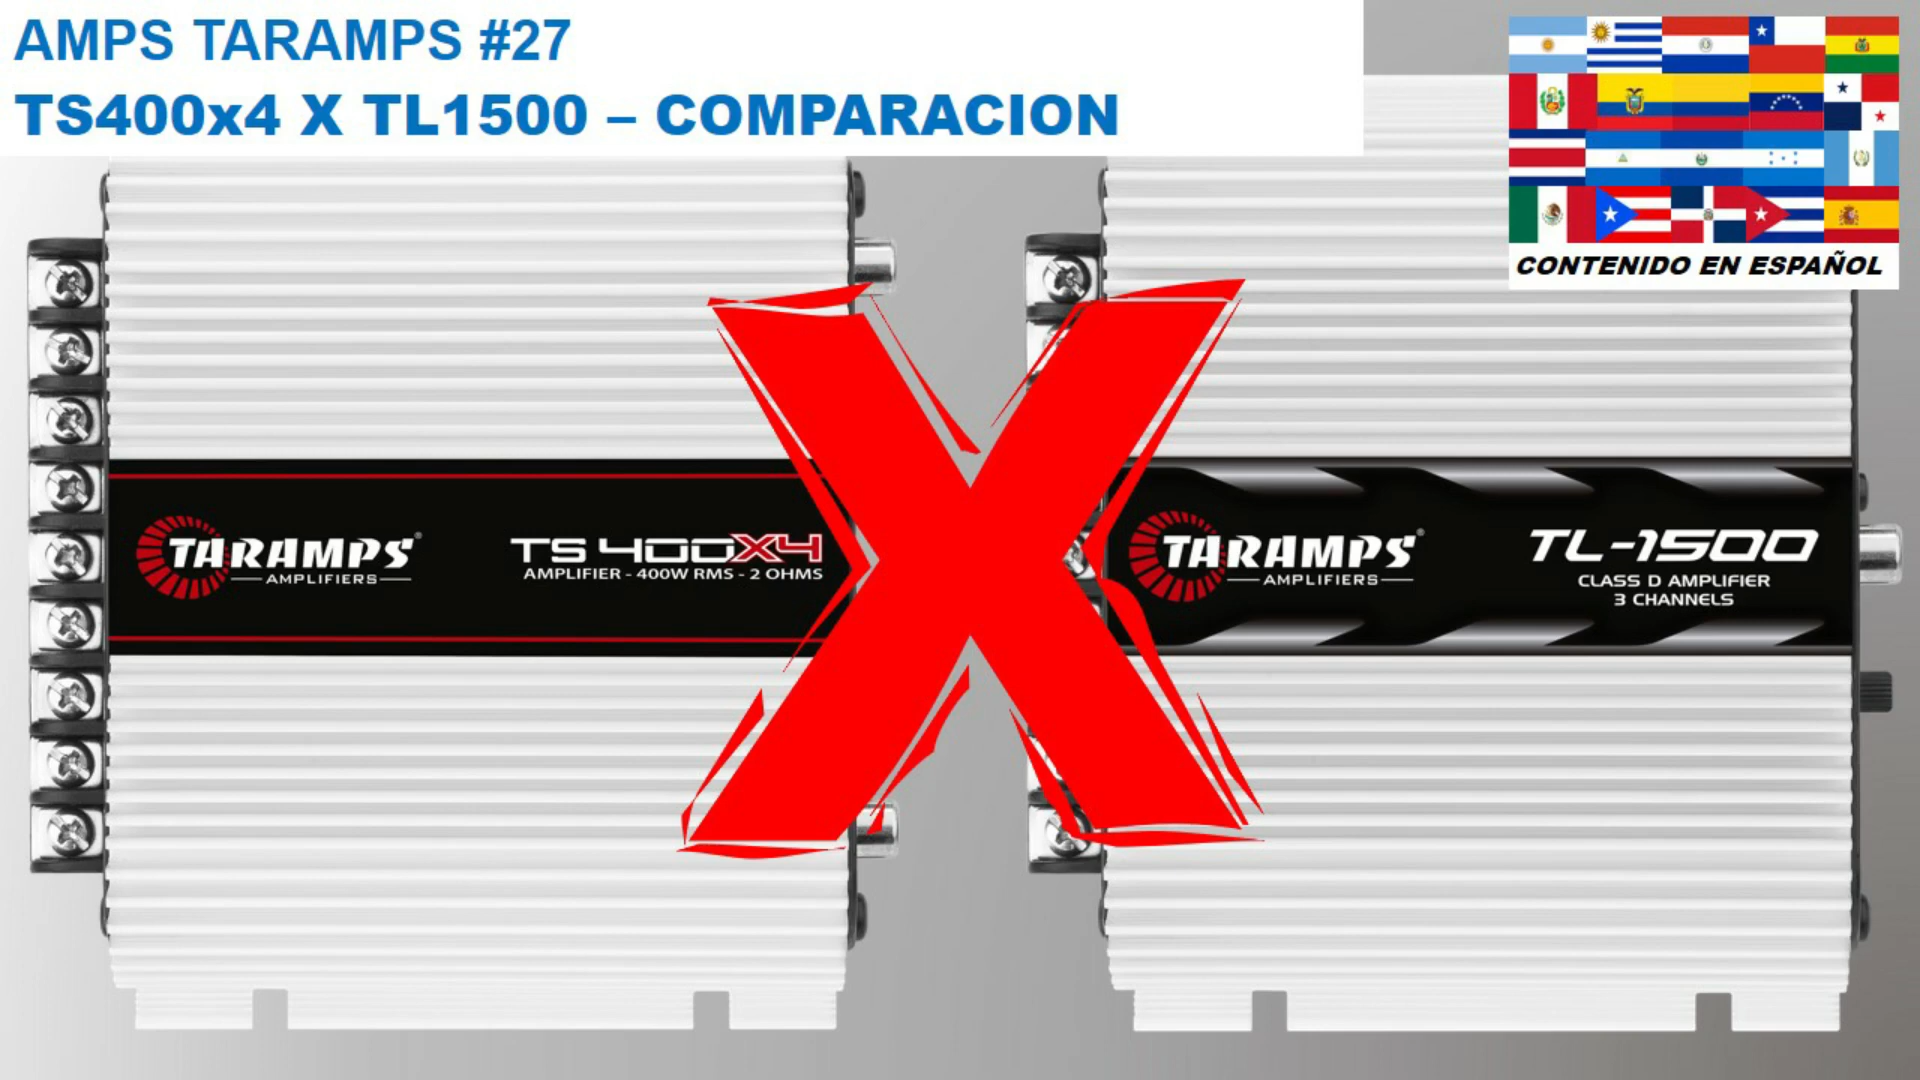 AMPS TARAMPS #27
TS400x4 X TL1500 – COMPARACION
CONTENIDO EN ESPAÑOL
TARAMPS®
AMPLIFIERS
TS 400X4
AMPLIFIER - 400W RMS - 2 OHMS
X
TARAMPS®
AMPLIFIERS
TL-1500
CLASS D AMPLIFIER
3 CHANNELS